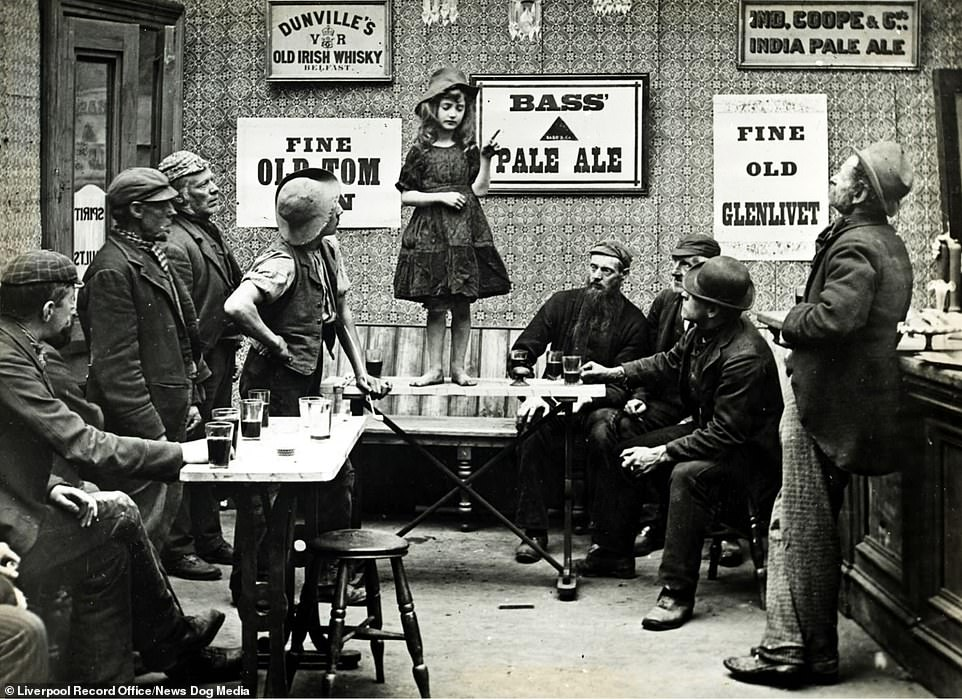 DUNVILLE'S
V R
OLD IRISH WHISKY
BELFAST.
IND, COOPE & Co's
INDIA PALE ALE
BASS'
PALE ALE
FINE
OLD TOM
FINE
OLD
GLENLIVET
SPIRIT
© Liverpool Record Office/News Dog Media